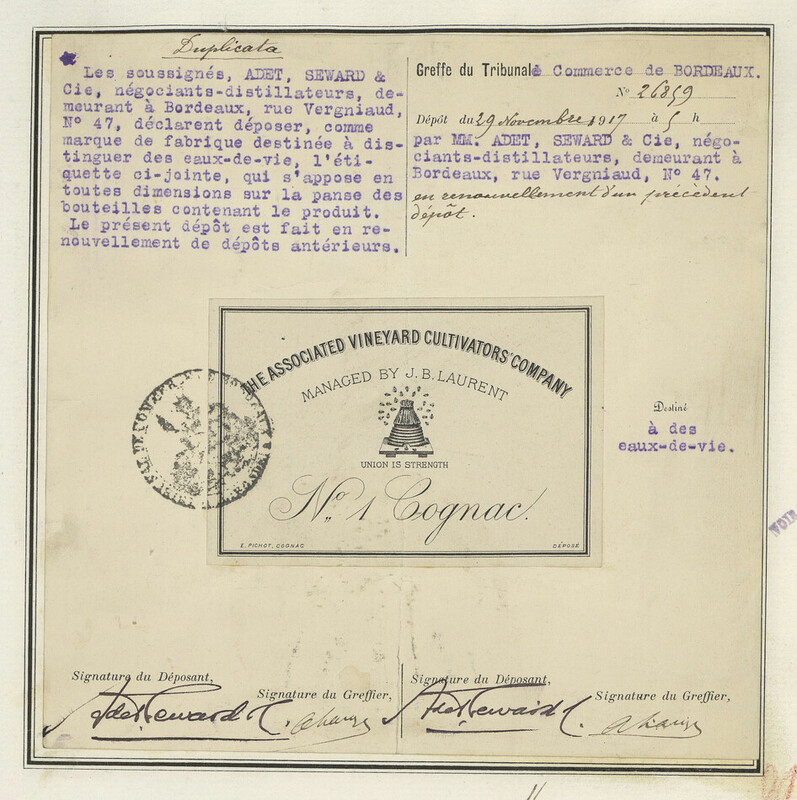 Duplicata
Les soussignés, ADET, SEWARD &
Cie, négociants-distillateurs, de-
meurant à Bordeaux, rue Vergniaud,
N° 47, déclarent déposer, comme
marque de fabrique destinée à dis-
tinguer des eaux-de-vie, l'éti-
quette ci-jointe, qui s'appose en
toutes dimensions sur la panse des
bouteilles contenant le produit.
Le présent dépôt est fait en re-
nouvellement de dépôts antérieurs.
Greffe du Tribunal de Commerce de BORDEAUX.
N° 26859
Dépôt du 29 Novembre 1917 à 5 h
par MM. ADET, SEWARD & Cie, négo-
ciants-distillateurs, demeurant à
Bordeaux, rue Vergniaud, N° 47.
en renouvellement d'un précédent
dépôt.
THE ASSOCIATED VINEYARD CULTIVATORS' COMPANY
MANAGED BY J. B. LAURENT
UNION IS STRENGTH
No. 1 Cognac.
E. PICHOT, COGNAC
DÉPOSÉ
Destiné
à des
eaux-de-vie.
NOIR
Signature du Déposant,
Signature du Greffier,
Adet Seward
Signature du Déposant,
Signature du Greffier,
Adet Seward